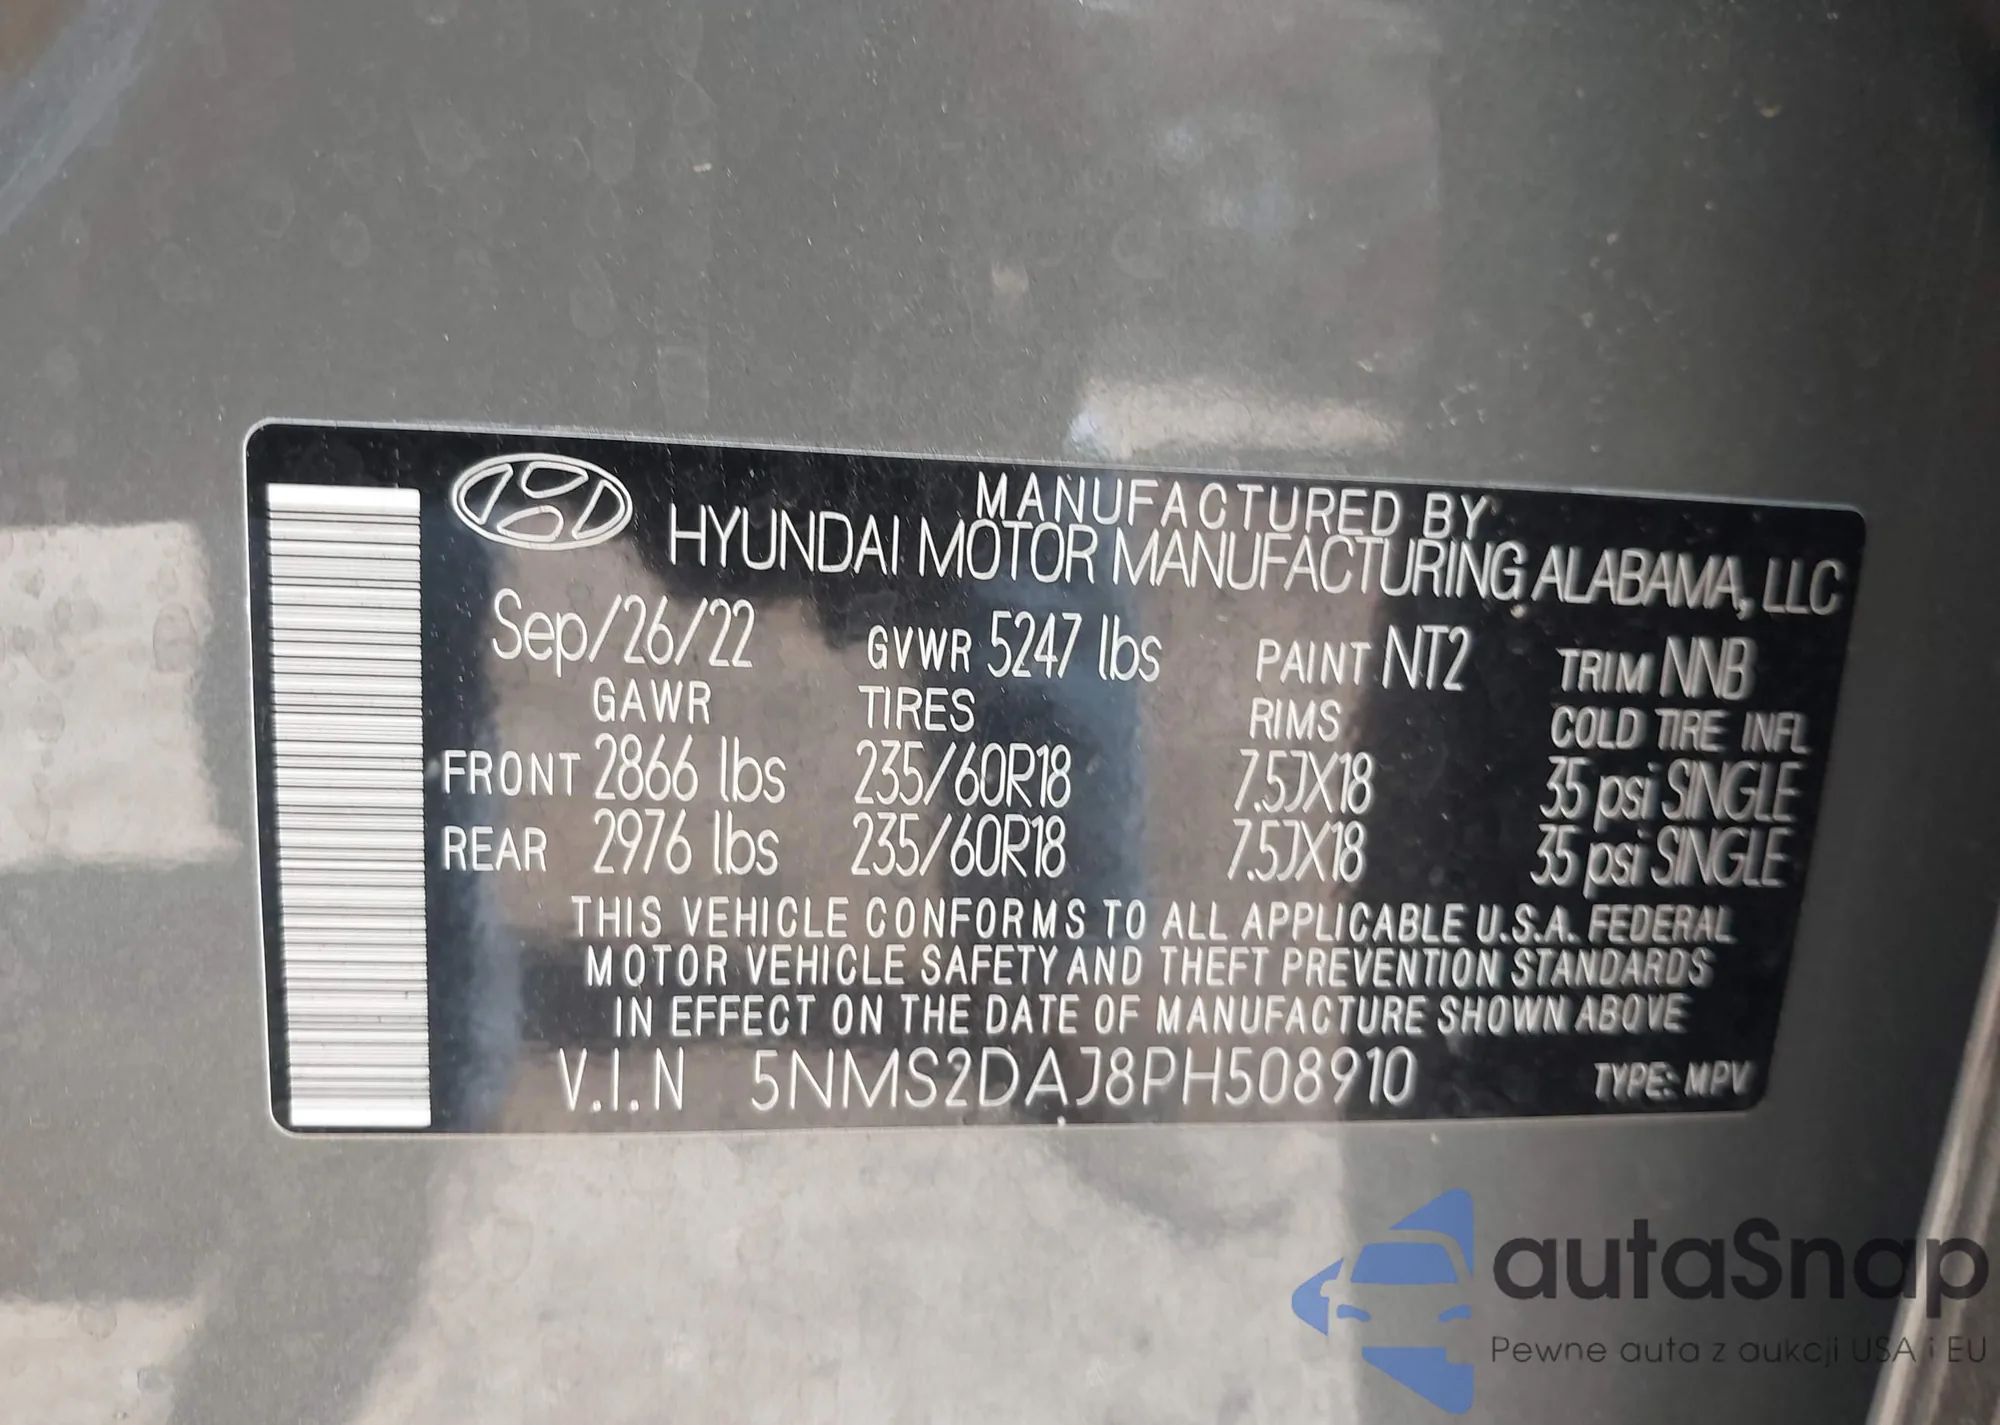 MANUFACTURED BY
HYUNDAI MOTOR MANUFACTURING ALABAMA, LLC
Sep/26/22 GVWR 5247 lbs PAINT NT2 TRIM NNB
GAWR TIRES RIMS COLD TIRE INFL
FRONT 2866 lbs 235/60R18 7.5JX18 35 psi SINGLE
REAR 2976 lbs 235/60R18 7.5JX18 35 psi SINGLE
THIS VEHICLE CONFORMS TO ALL APPLICABLE U.S.A. FEDERAL
MOTOR VEHICLE SAFETY AND THEFT PREVENTION STANDARDS
IN EFFECT ON THE DATE OF MANUFACTURE SHOWN ABOVE
V.I.N 5NMS2DAJ8PH508910 TYPE: MPV
autaSnap
Pewne auta z aukcji USA i EU